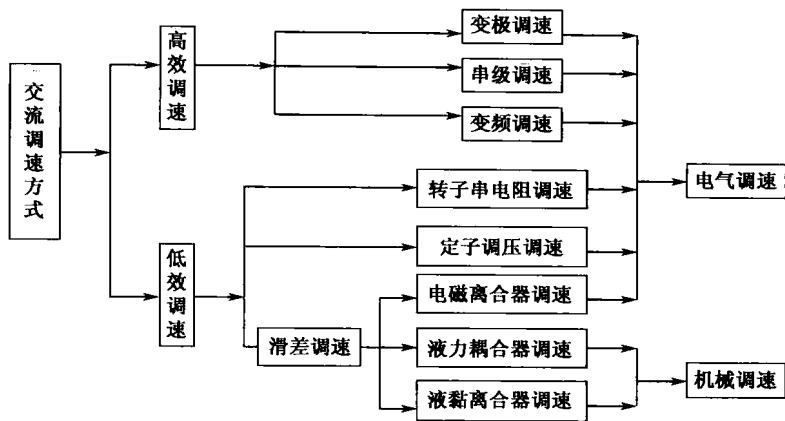 交流调速方式
高效调速
低效调速
变极调速
串级调速
变频调速
转子串电阻调速
定子调压调速
滑差调速
电磁离合器调速
液力耦合器调速
液黏离合器调速
电气调速
机械调速